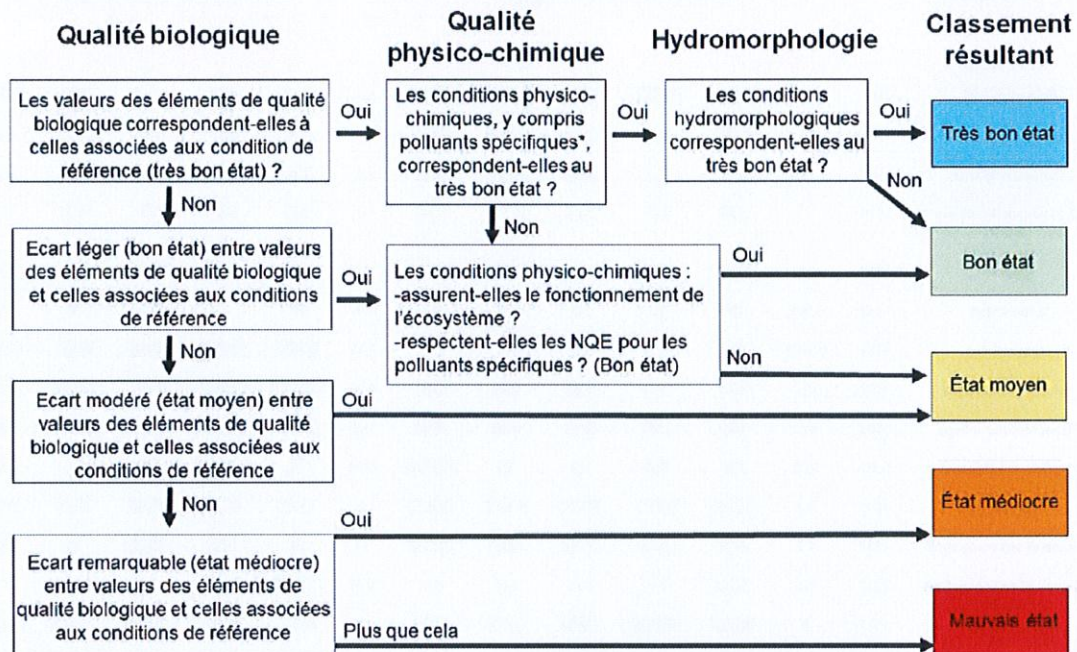 Qualité biologique
Qualité
physico-chimique
Hydromorphologie
Classement
résultant
Les valeurs des éléments de qualité
biologique correspondent-elles à
celles associées aux condition de
référence (très bon état) ?
Oui
Les conditions physico-
chimiques, y compris
polluants spécifiques*,
correspondent-elles au
très bon état ?
Oui
Les conditions
hydromorphologiques
correspondent-elles au
très bon état ?
Oui
Très bon état
Non
Non
Non
Ecart léger (bon état) entre valeurs
des éléments de qualité biologique
et celles associées aux conditions
de référence
Oui
Les conditions physico-chimiques :
-assurent-elles le fonctionnement de
l'écosystème ?
-respectent-elles les NQE pour les
polluants spécifiques ? (Bon état)
Oui
Bon état
Non
Non
État moyen
Ecart modéré (état moyen) entre
valeurs des éléments de qualité
biologique et celles associées aux
conditions de référence
Oui
Non
Oui
État médiocre
Ecart remarquable (état médiocre)
entre valeurs des éléments de
qualité biologique et celles associées
aux conditions de référence
Plus que cela
Mauvais état